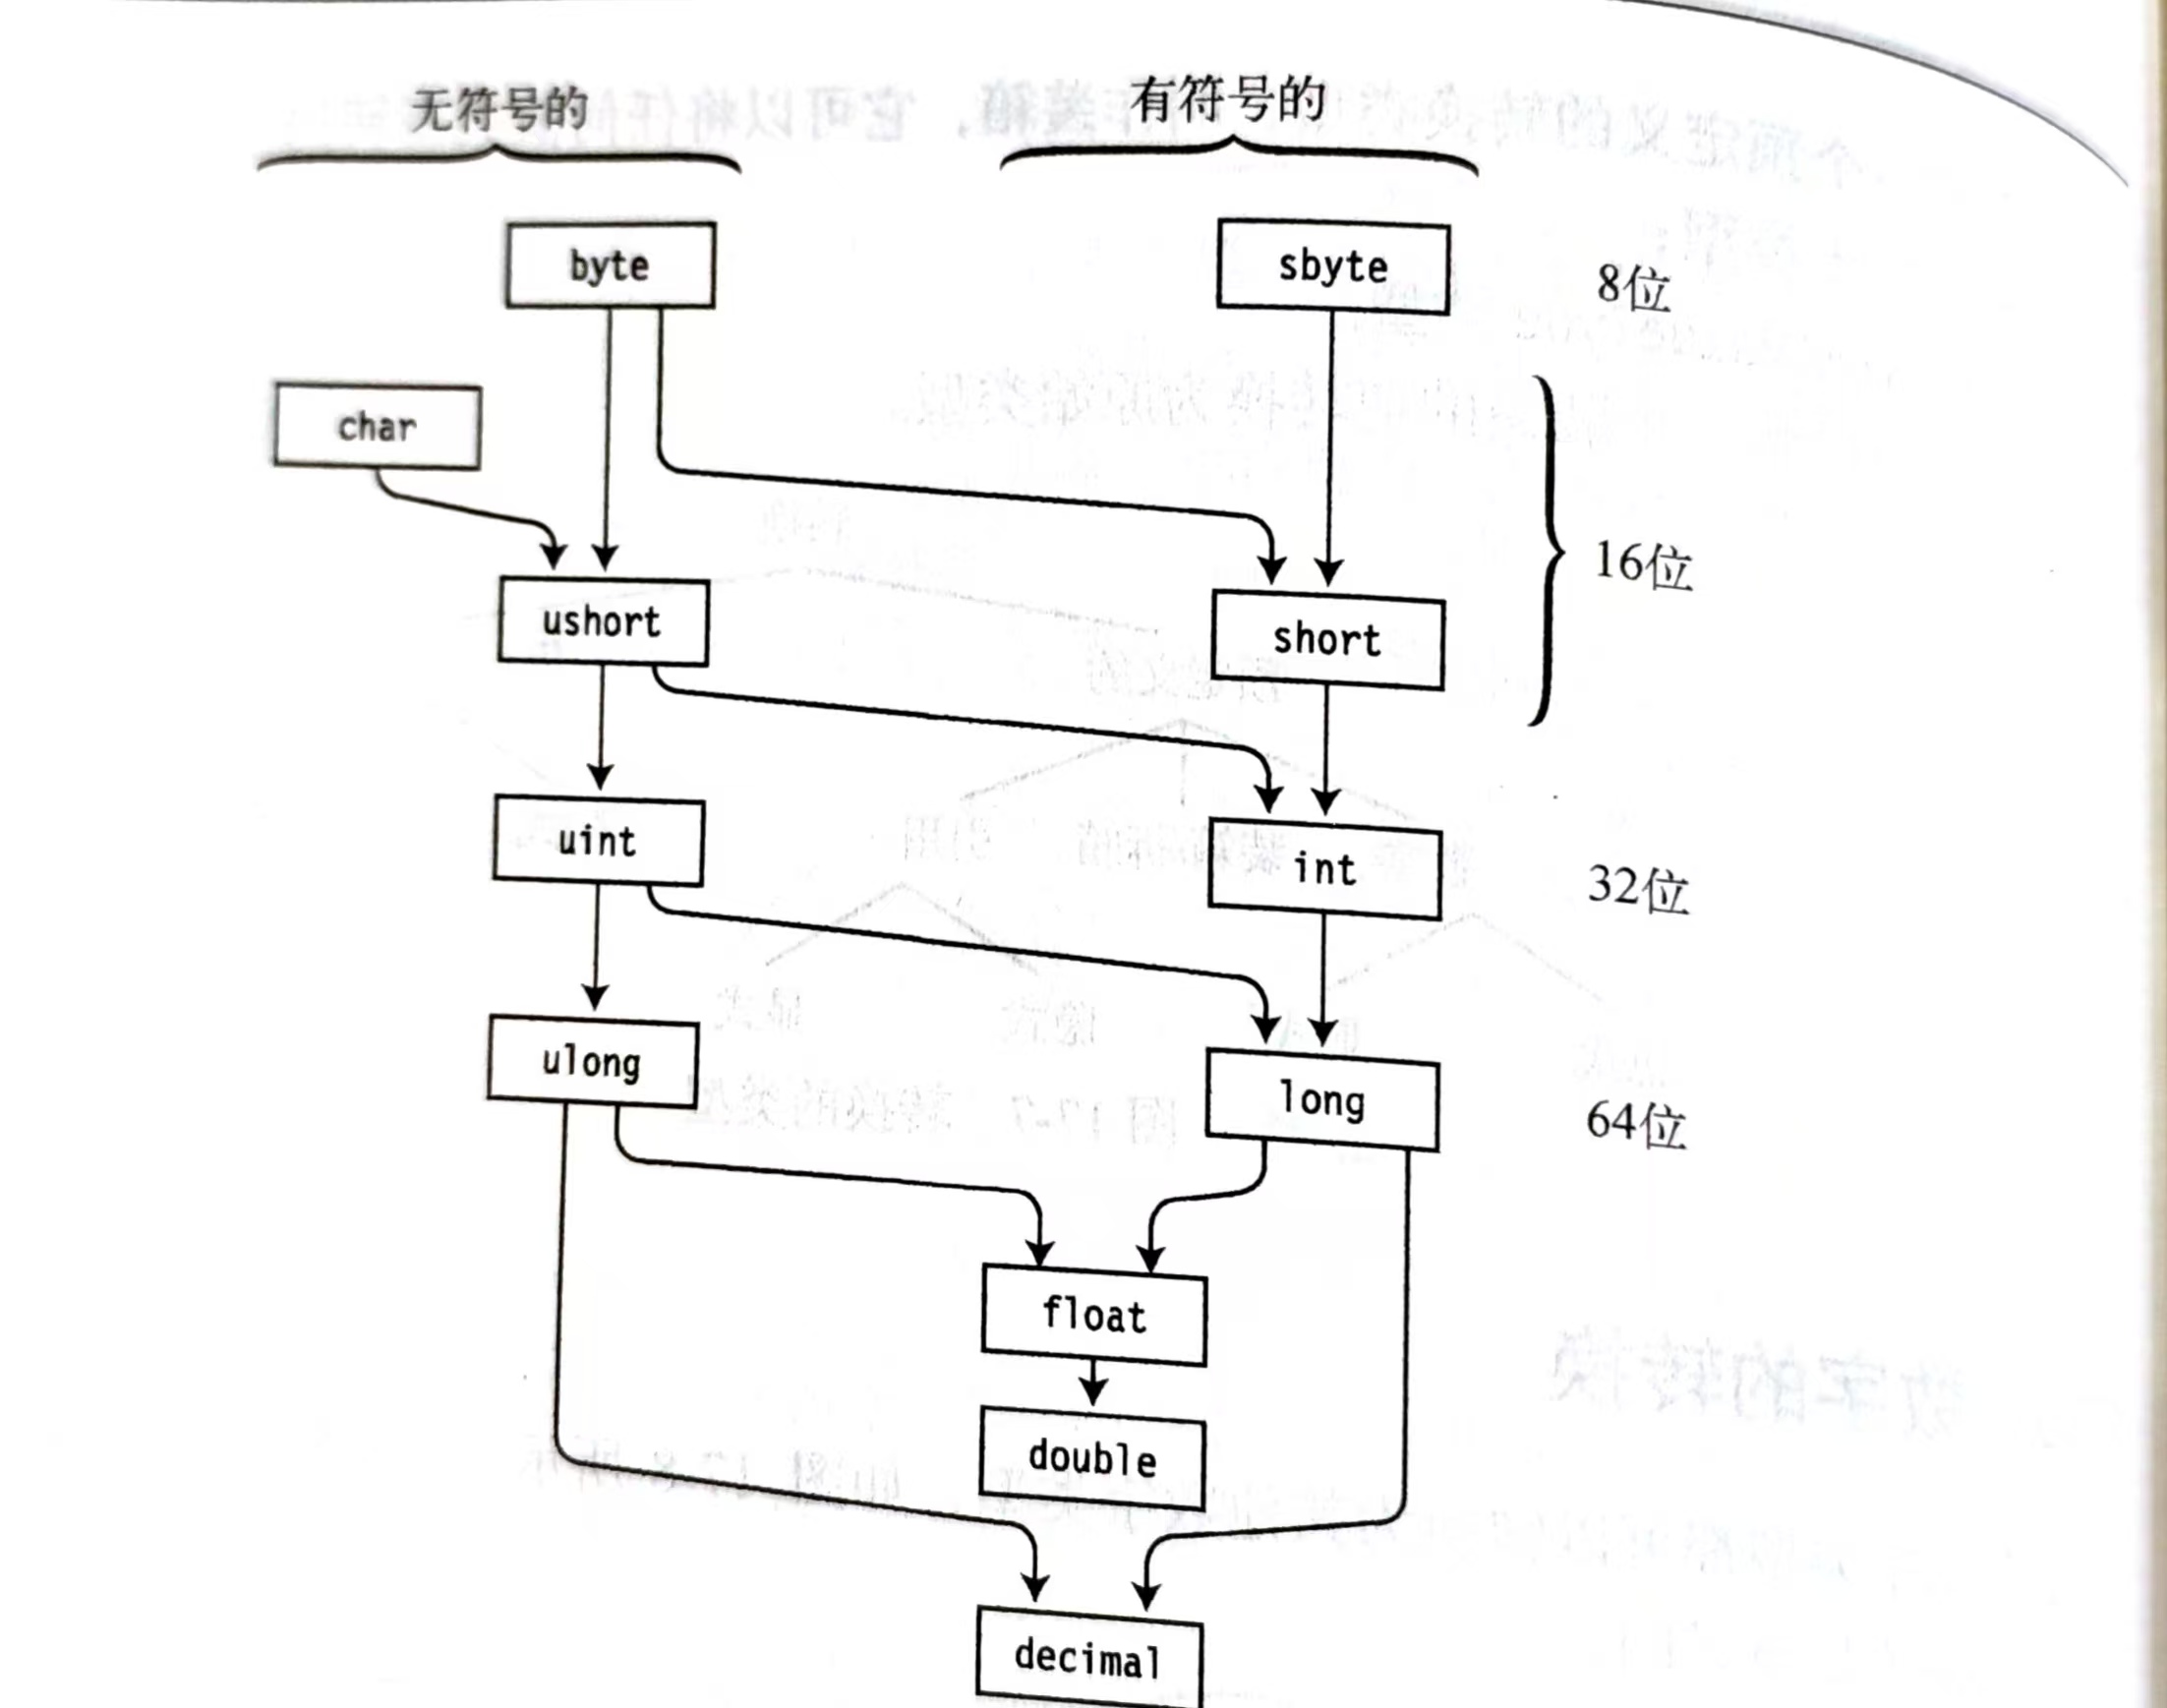 无符号的
有符号的
byte
sbyte
8位
char
16位
ushort
short
uint
int
32位
ulong
long
64位
float
double
decimal